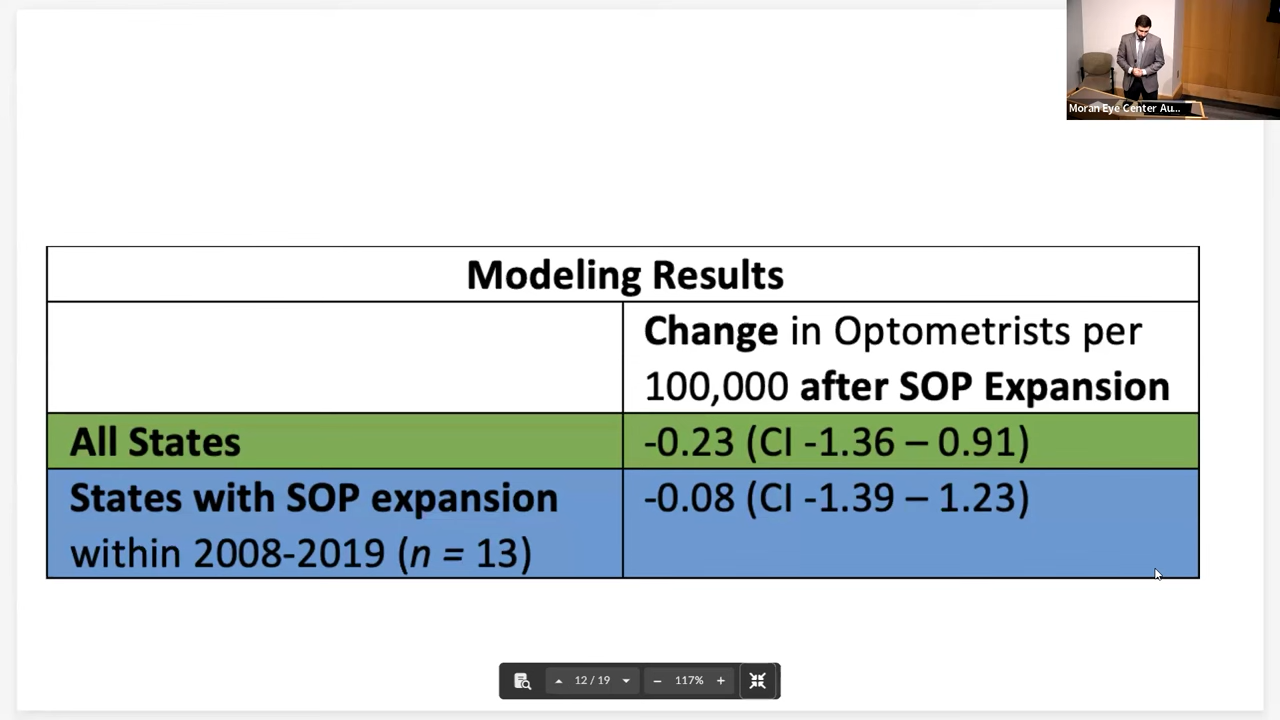 Moran Eye Center Au...
Modeling Results
Change in Optometrists per
100,000 after SOP Expansion
All States
-0.23 (CI -1.36 – 0.91)
States with SOP expansion
within 2008-2019 (n = 13)
-0.08 (CI -1.39 – 1.23)
12 / 19
117%